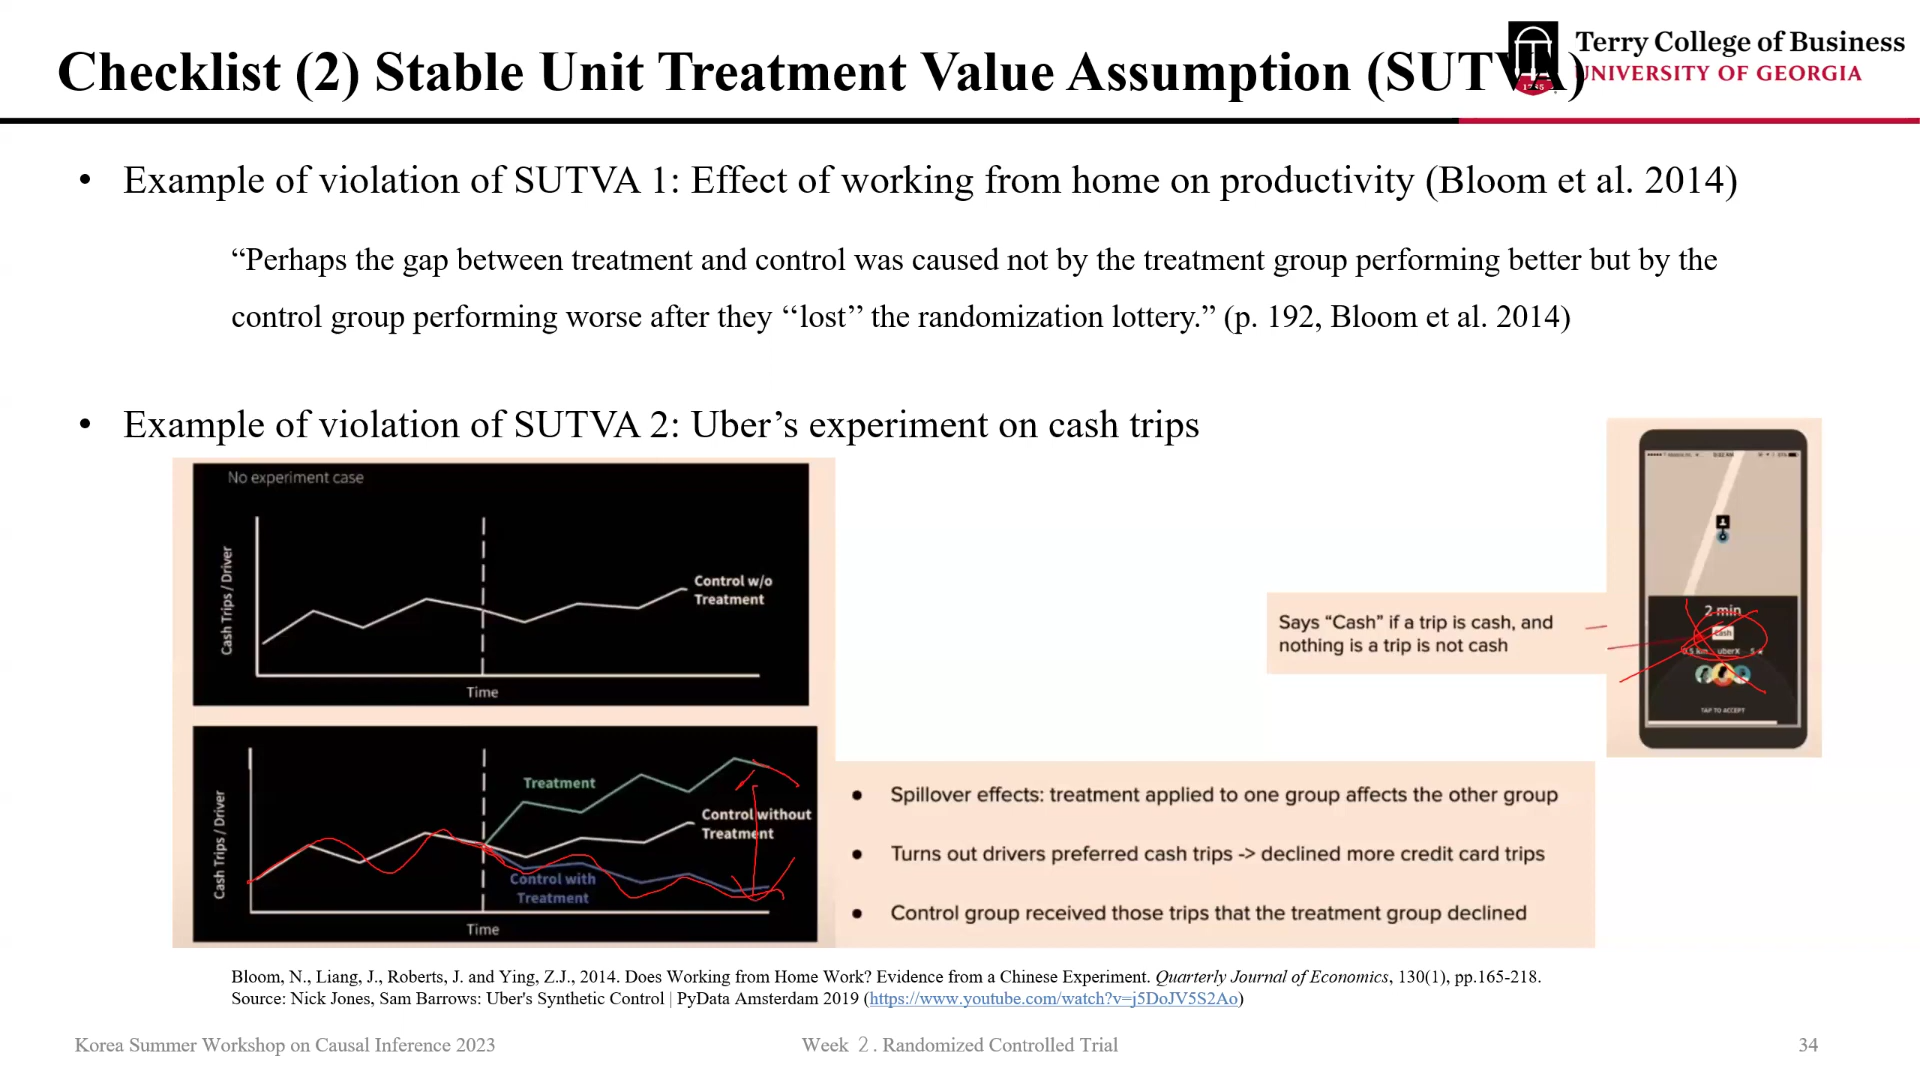 Checklist (2) Stable Unit Treatment Value Assumption (SUTVA)
Terry College of Business
UNIVERSITY OF GEORGIA
• Example of violation of SUTVA 1: Effect of working from home on productivity (Bloom et al. 2014)
“Perhaps the gap between treatment and control was caused not by the treatment group performing better but by the
control group performing worse after they ‘‘lost’’ the randomization lottery.” (p. 192, Bloom et al. 2014)
• Example of violation of SUTVA 2: Uber’s experiment on cash trips
No experiment case
Cash Trips / Driver
Control w/o
Treatment
Time
Cash Trips / Driver
Treatment
Control without
Treatment
Control with
Treatment
Time
Says “Cash” if a trip is cash, and
nothing is a trip is not cash
2 min
Cash
uberX
TAP TO ACCEPT
• Spillover effects: treatment applied to one group affects the other group
• Turns out drivers preferred cash trips -> declined more credit card trips
• Control group received those trips that the treatment group declined
Bloom, N., Liang, J., Roberts, J. and Ying, Z.J., 2014. Does Working from Home Work? Evidence from a Chinese Experiment. Quarterly Journal of Economics, 130(1), pp.165-218.
Source: Nick Jones, Sam Barrows: Uber's Synthetic Control | PyData Amsterdam 2019 (https://www.youtube.com/watch?v=j5DoJV5S2Ao)
Korea Summer Workshop on Causal Inference 2023
Week 2. Randomized Controlled Trial
34